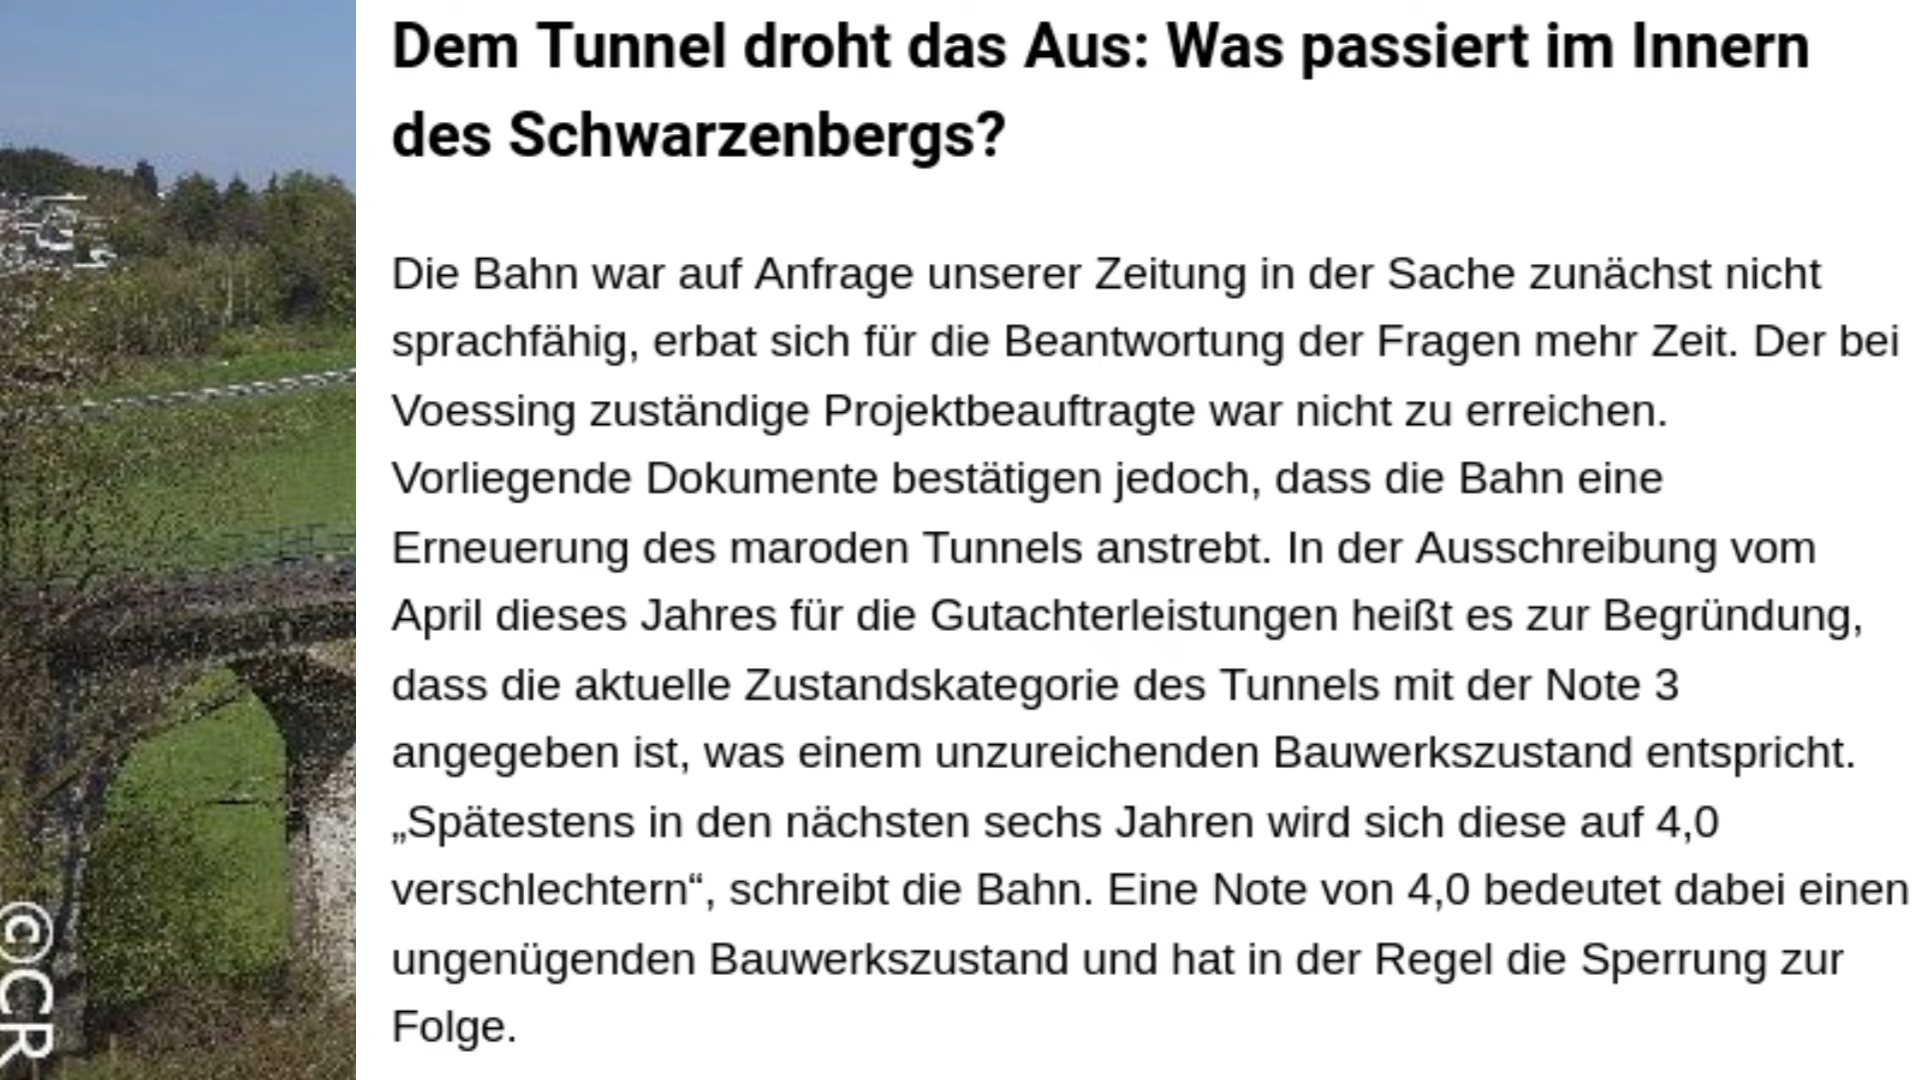 Dem Tunnel droht das Aus: Was passiert im Innern
des Schwarzenbergs?
Die Bahn war auf Anfrage unserer Zeitung in der Sache zunächst nicht
sprachfähig, erbat sich für die Beantwortung der Fragen mehr Zeit. Der bei
Voessing zuständige Projektbeauftragte war nicht zu erreichen.
Vorliegende Dokumente bestätigen jedoch, dass die Bahn eine
Erneuerung des maroden Tunnels anstrebt. In der Ausschreibung vom
April dieses Jahres für die Gutachterleistungen heißt es zur Begründung,
dass die aktuelle Zustandskategorie des Tunnels mit der Note 3
angegeben ist, was einem unzureichenden Bauwerkszustand entspricht.
„Spätestens in den nächsten sechs Jahren wird sich diese auf 4,0
verschlechtern“, schreibt die Bahn. Eine Note von 4,0 bedeutet dabei einen
ungenügenden Bauwerkszustand und hat in der Regel die Sperrung zur
Folge.
©OCR